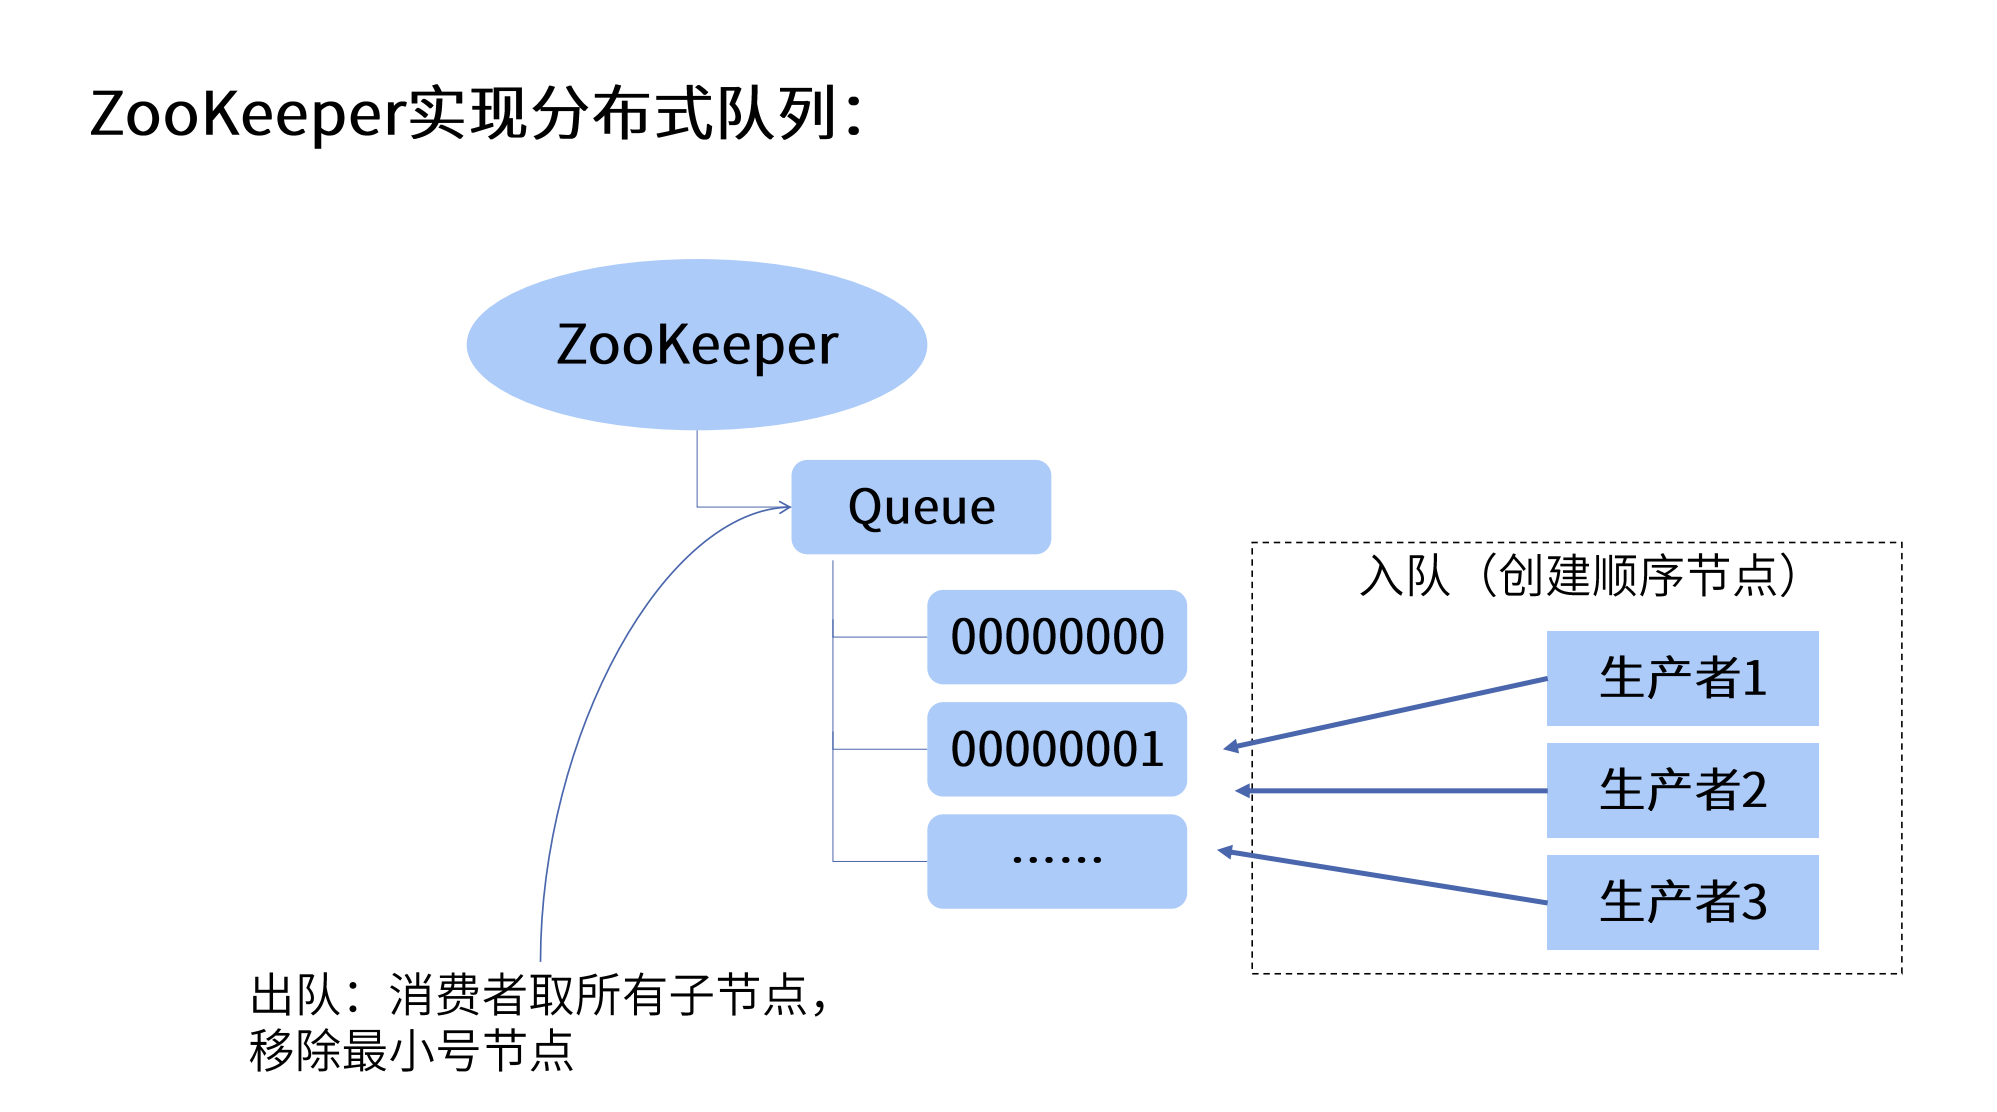 ZooKeeper实现分布式队列：
ZooKeeper
Queue
入队（创建顺序节点）
00000000
生产者1
00000001
生产者2
······
生产者3
出队：消费者取所有子节点，
移除最小号节点